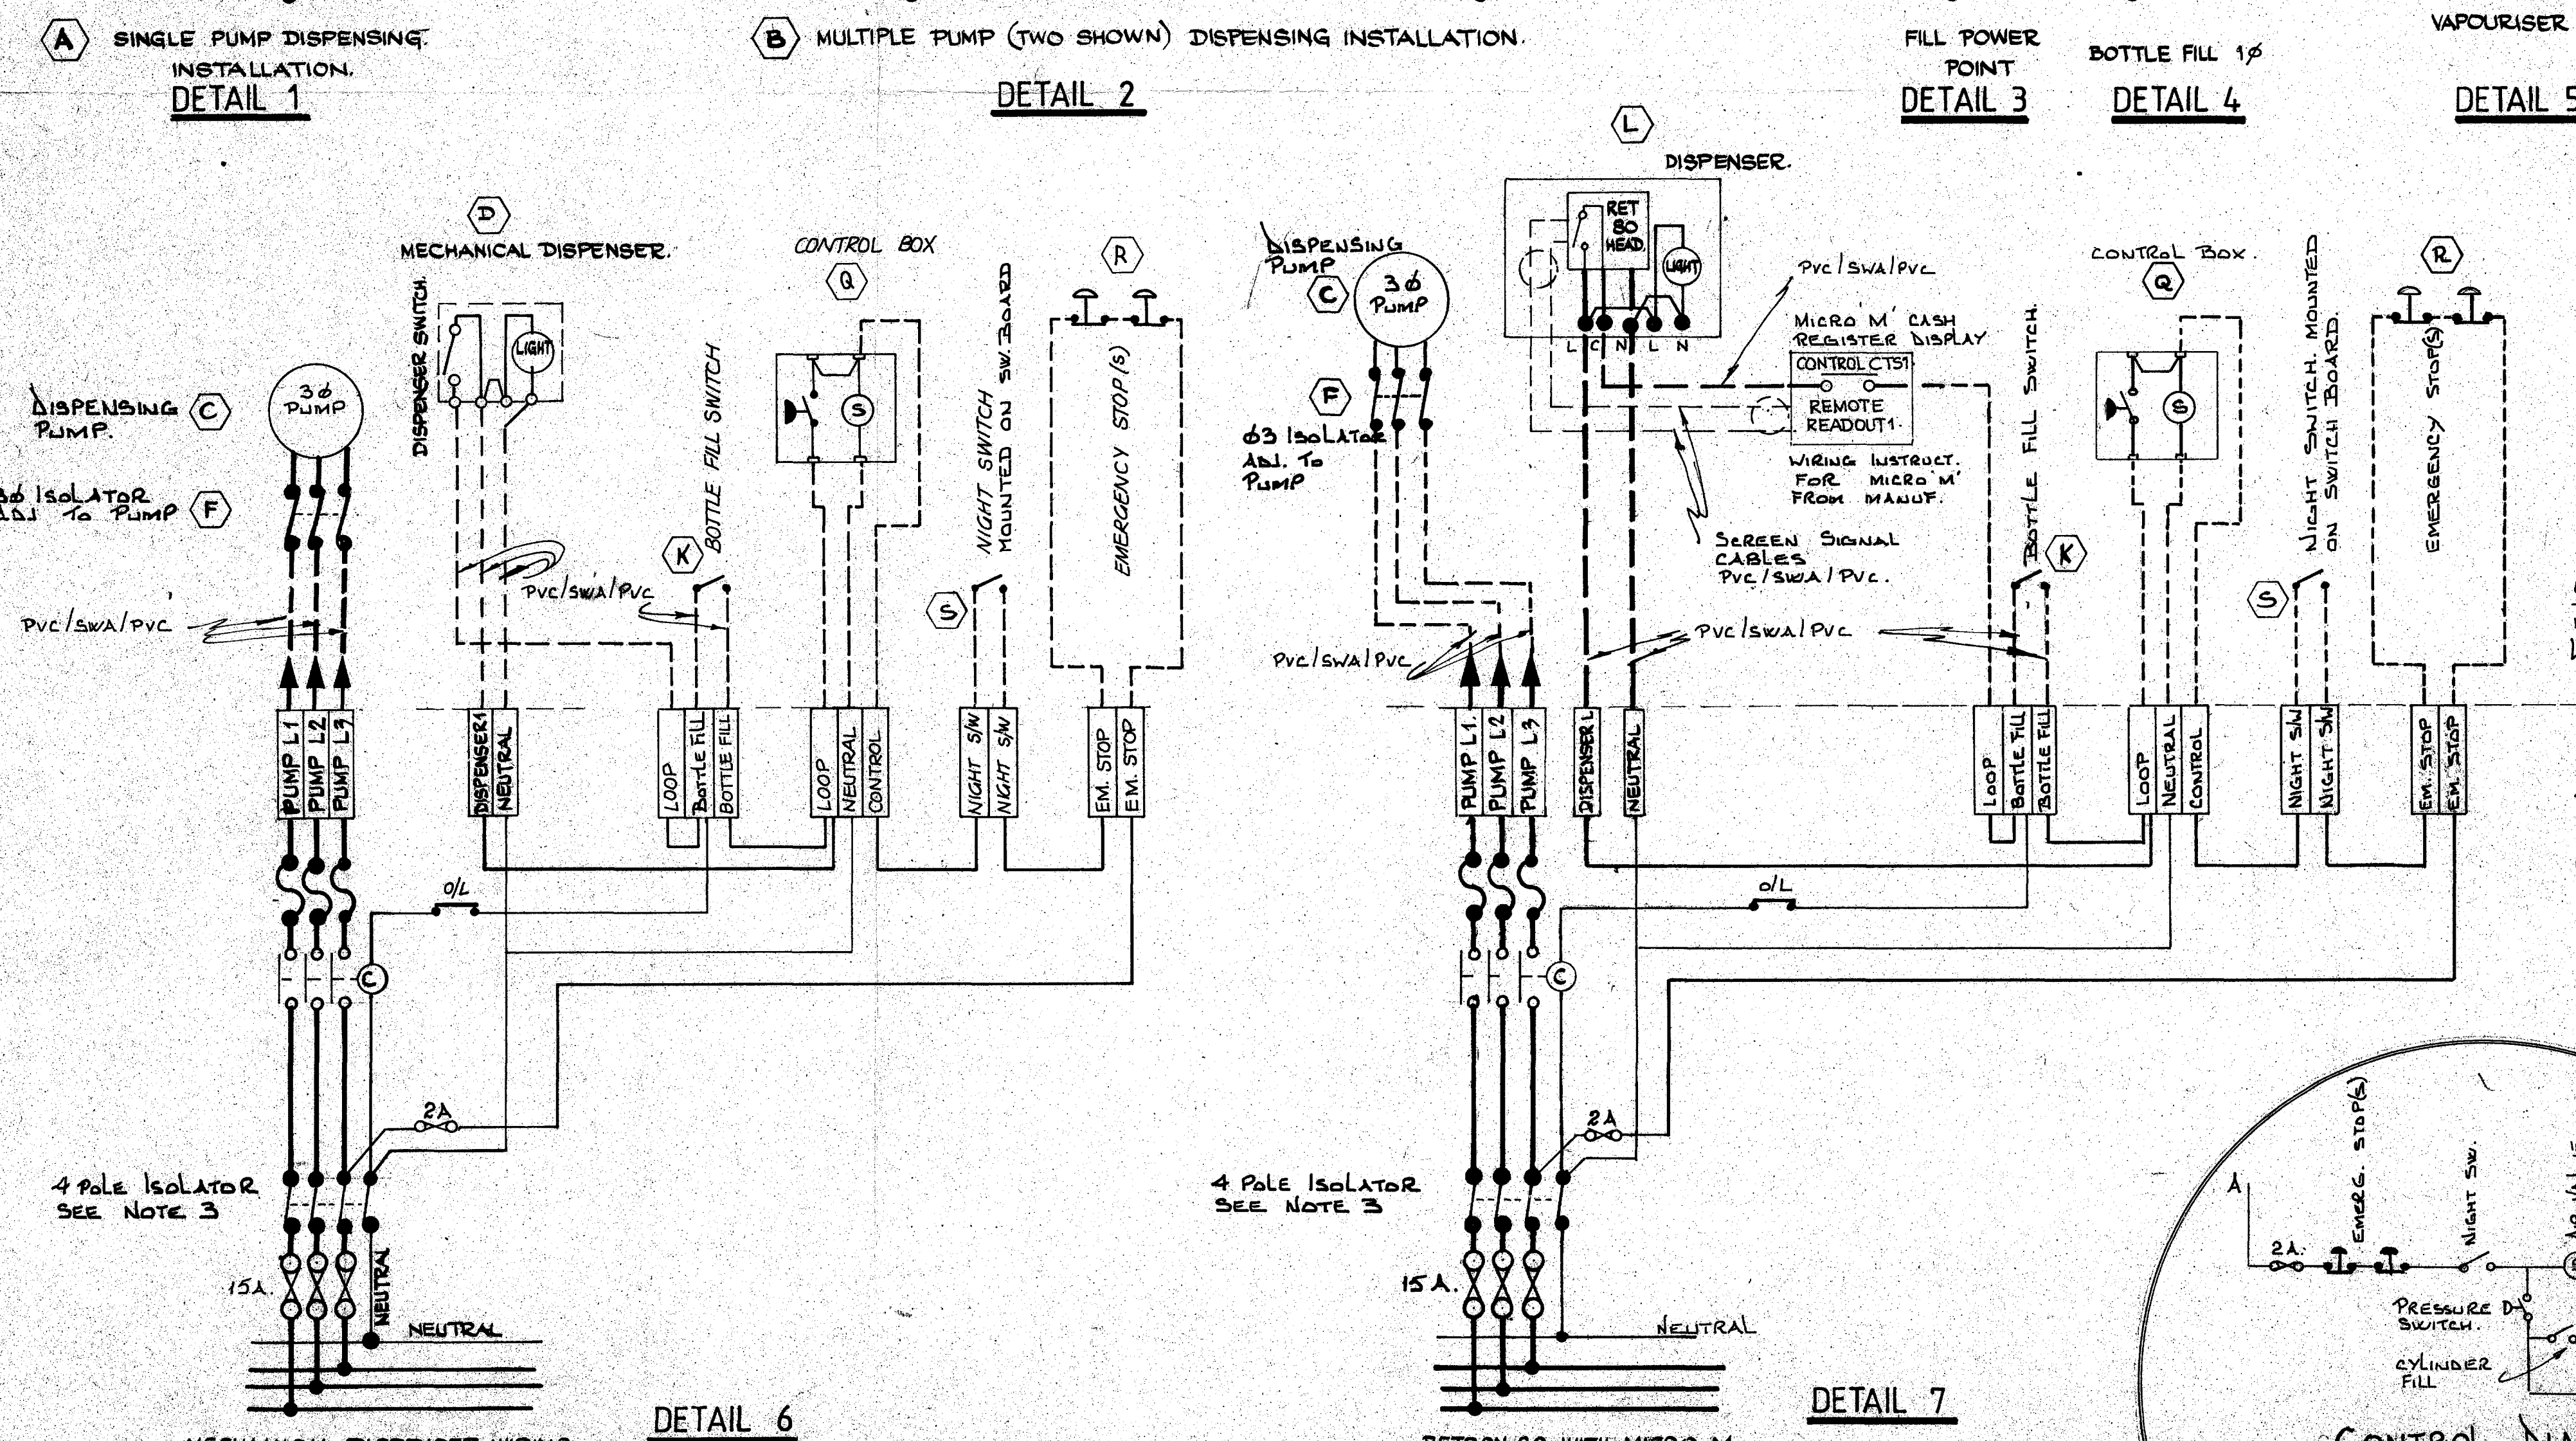 A
SINGLE PUMP DISPENSING.
INSTALLATION.
DETAIL 1
B
MULTIPLE PUMP (TWO SHOWN) DISPENSING INSTALLATION.
DETAIL 2
FILL POWER
POINT
DETAIL 3
BOTTLE FILL 1Ø
DETAIL 4
VAPOURISER
DETAIL 5
D
MECHANICAL DISPENSER.
DISPENSER SWITCH.
LIGHT
CONTROL BOX
Q
S
R
EMERGENCY STOP(S)
NIGHT SWITCH
MOUNTED ON SW. BOARD
S
BOTTLE FILL SWITCH
K
PVC/SWA/PVC
DISPENSING
PUMP.
C
3Ø
PUMP
3Ø ISOLATOR
ADJ TO PUMP
F
PVC/SWA/PVC
PUMP L1
PUMP L2
PUMP L3
DISPENSER1
NEUTRAL
LOOP
BOTTLE FILL
BOTTLE FILL
LOOP
NEUTRAL
CONTROL
NIGHT S/W
NIGHT S/W
EM. STOP
EM. STOP
O/L
C
2A
4 POLE ISOLATOR
SEE NOTE 3
15A.
NEUTRAL
NEUTRAL
DETAIL 6
L
DISPENSER.
RET
80
HEAD.
LIGHT
L C N L N
DISPENSING
PUMP
C
3Ø
PUMP
F
Ø3 ISOLATOR
ADJ. TO
PUMP
PVC/SWA/PVC
MICRO 'M' CASH
REGISTER DISPLAY
CONTROL CTS1
REMOTE
READOUT1.
WIRING INSTRUCT.
FOR MICRO 'M'
FROM MANUF.
SCREEN SIGNAL
CABLES
PVC/SWA/PVC.
PVC/SWA/PVC
PVC/SWA/PVC
BOTTLE FILL SWITCH.
K
CONTROL BOX.
Q
S
NIGHT SWITCH. MOUNTED
ON SWITCH BOARD.
S
R
EMERGENCY STOP(S)
PUMP L1.
PUMP L2
PUMP L3
DISPENSER L
NEUTRAL
LOOP
BOTTLE FILL
BOTTLE FILL
LOOP
NEUTRAL
CONTROL
NIGHT S/W
NIGHT S/W
EM. STOP
EM. STOP
O/L
C
2A
4 POLE ISOLATOR
SEE NOTE 3
15A.
NEUTRAL
DETAIL 7
A
2A.
EMERG. STOP(S)
NIGHT SW.
PRESSURE
SWITCH.
CYLINDER
FILL